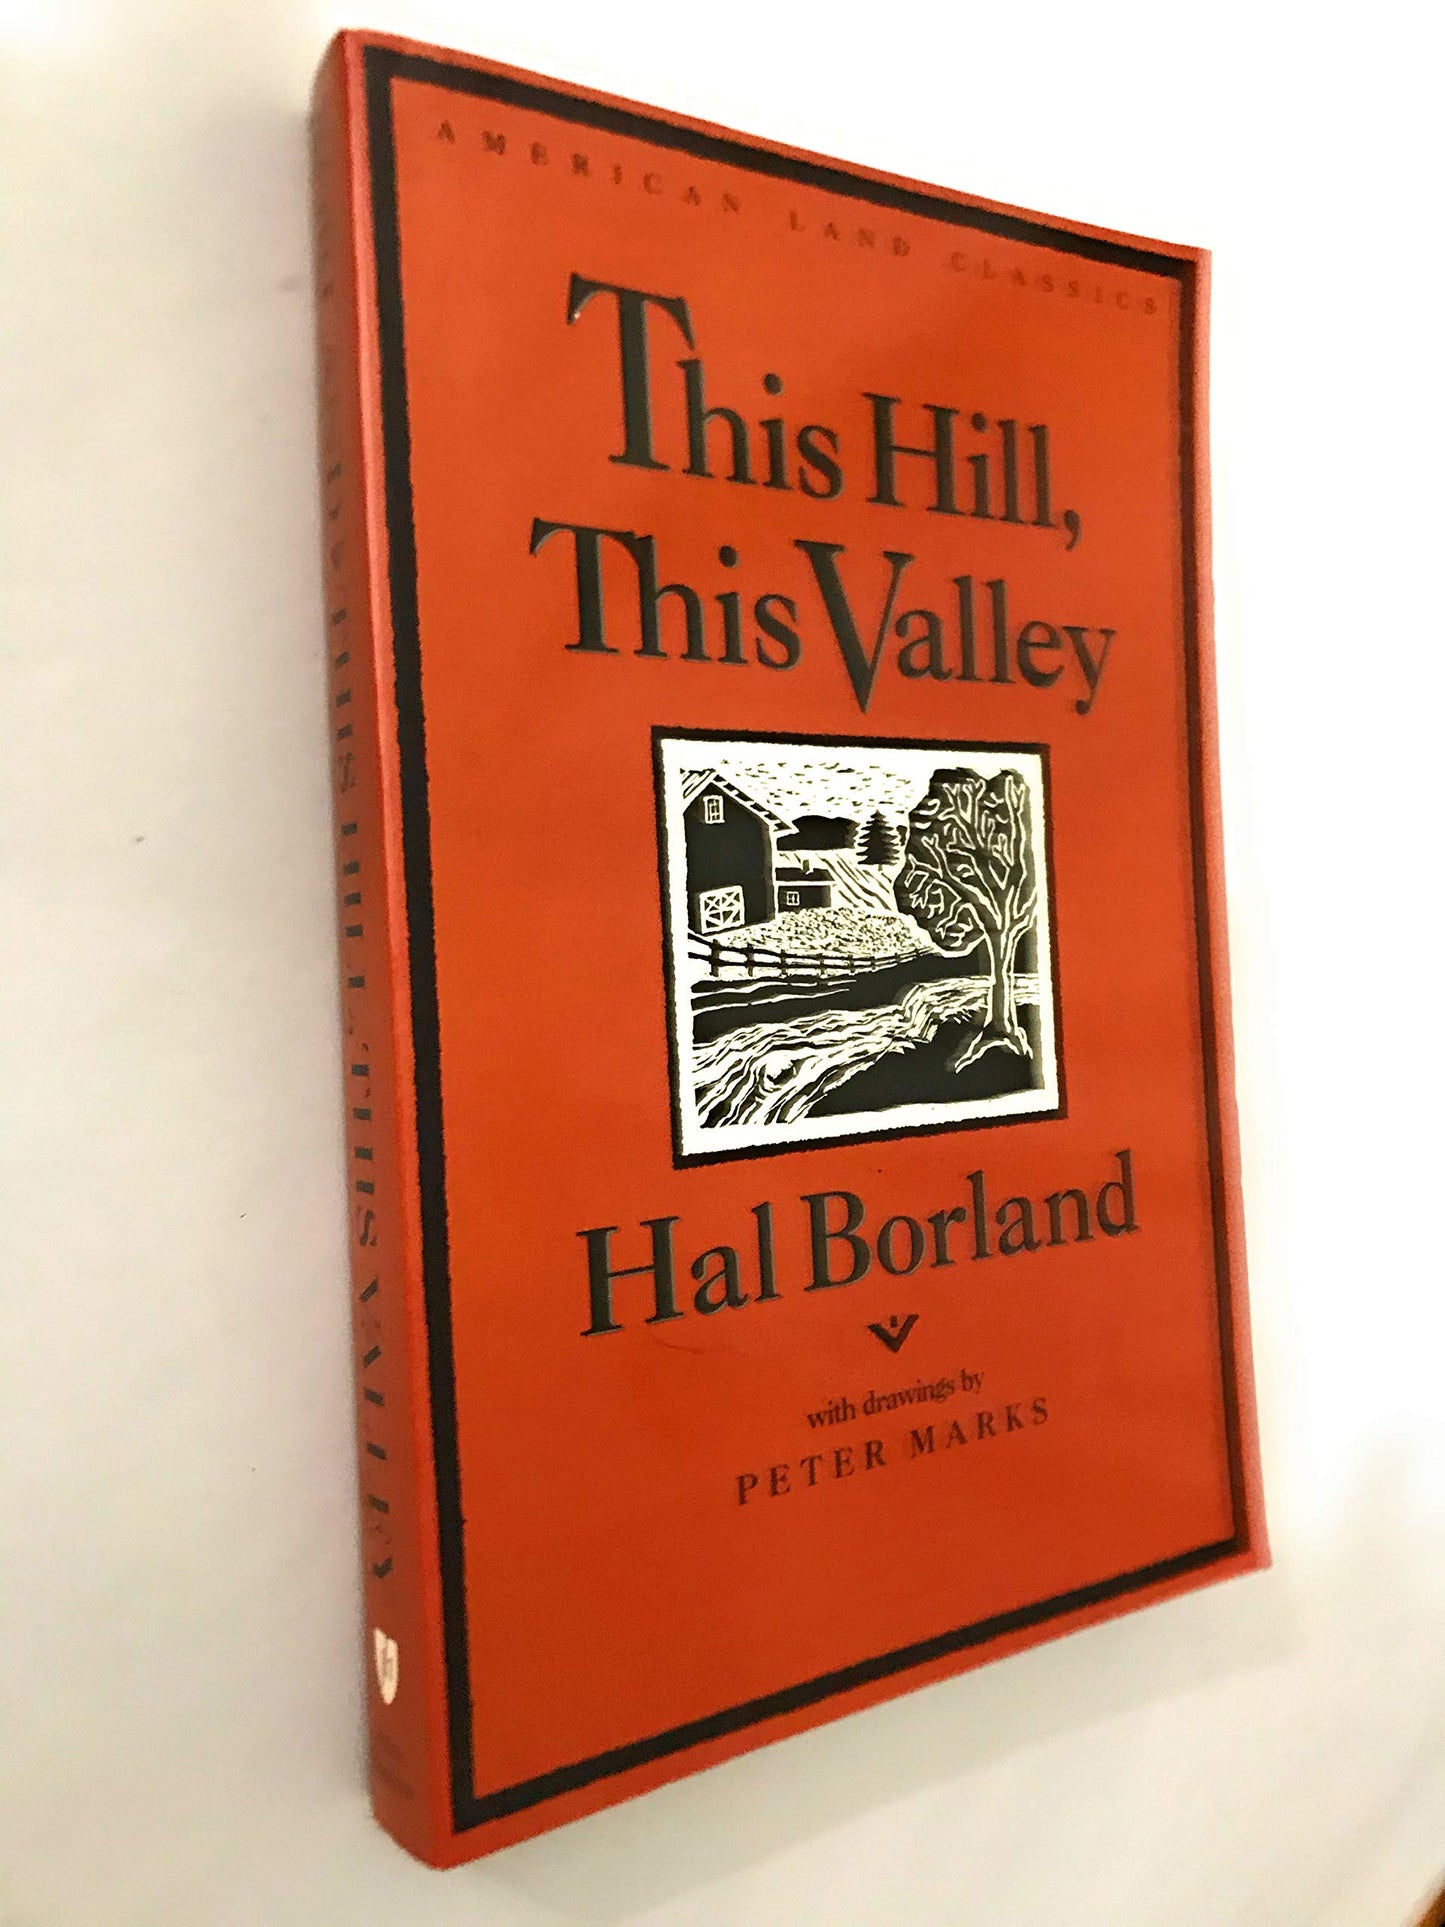 AMERICAN LAND CLASSICS
This Hill,
This Valley
Hal Borland
with drawings by
PETER MARKS
THIS HILL, THIS VALLEY